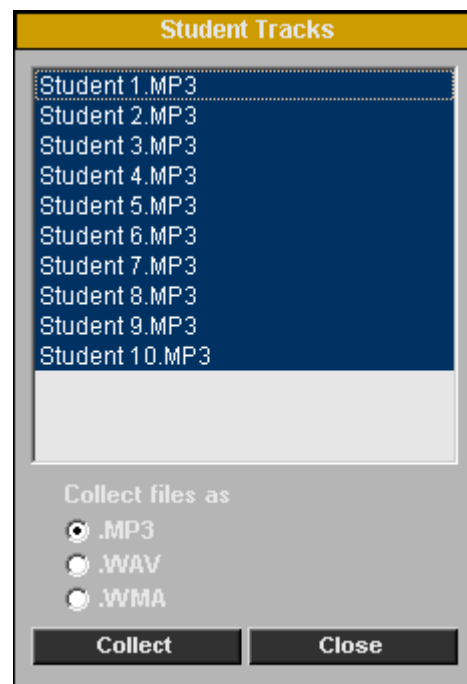 Student Tracks
Student 1.MP3
Student 2.MP3
Student 3.MP3
Student 4.MP3
Student 5.MP3
Student 6.MP3
Student 7.MP3
Student 8.MP3
Student 9.MP3
Student 10.MP3
Collect files as
.MP3
.WAV
.WMA
Collect Close